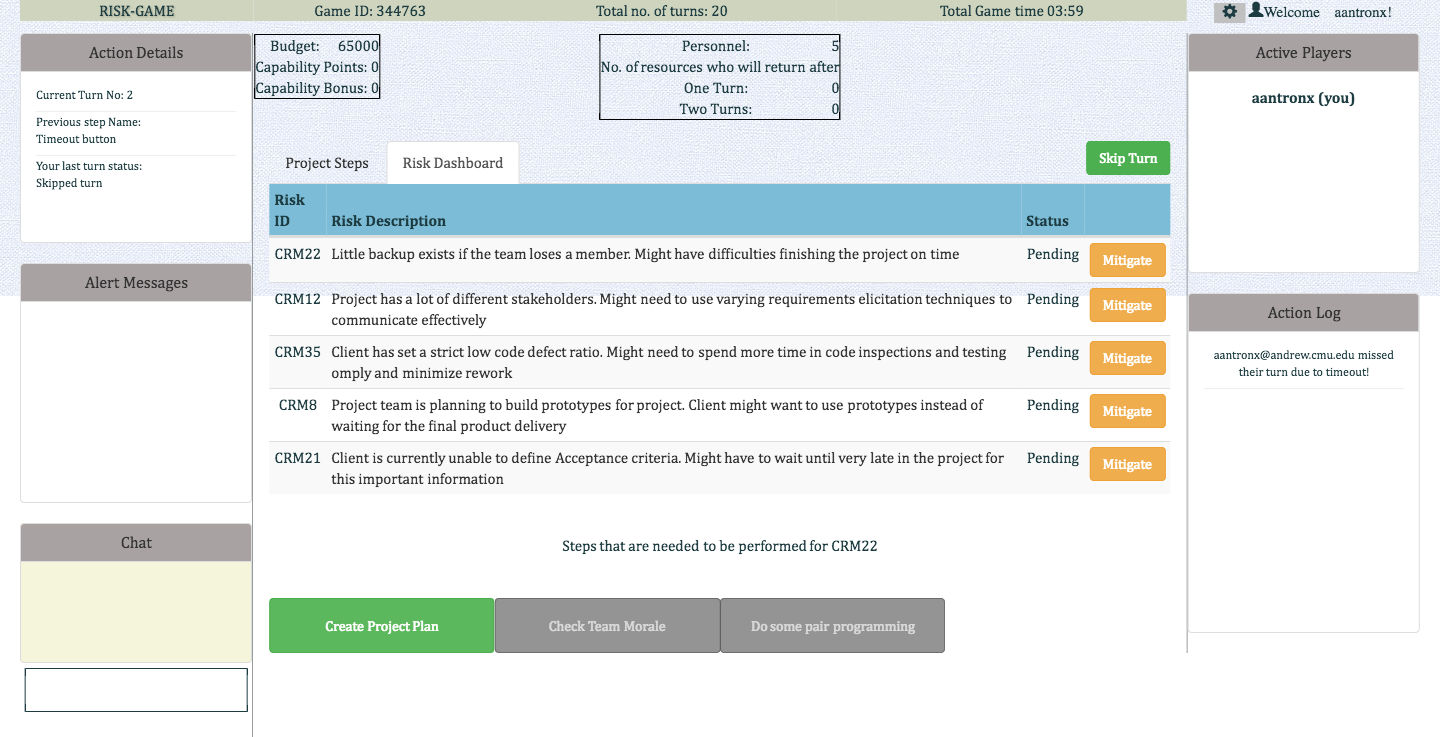 RISK-GAME
Game ID: 344763
Total no. of turns: 20
Total Game time 03:59
Welcome aantronx!
Action Details
Current Turn No: 2
Previous step Name:
Timeout button
Your last turn status:
Skipped turn
Alert Messages
Chat
Budget: 65000
Capability Points: 0
Capability Bonus: 0
Personnel: 5
No. of resources who will return after
One Turn: 0
Two Turns: 0
Project Steps
Risk Dashboard
Skip Turn
Risk
ID
Risk Description
Status
CRM22 Little backup exists if the team loses a member. Might have difficulties finishing the project on time Pending Mitigate
CRM12 Project has a lot of different stakeholders. Might need to use varying requirements elicitation techniques to Pending Mitigate
communicate effectively
CRM35 Client has set a strict low code defect ratio. Might need to spend more time in code inspections and testing Pending Mitigate
omply and minimize rework
CRM8 Project team is planning to build prototypes for project. Client might want to use prototypes instead of Pending Mitigate
waiting for the final product delivery
CRM21 Client is currently unable to define Acceptance criteria. Might have to wait until very late in the project for Pending Mitigate
this important information
Steps that are needed to be performed for CRM22
Create Project Plan
Check Team Morale
Do some pair programming
Active Players
aantronx (you)
Action Log
aantronx@andrew.cmu.edu missed
their turn due to timeout!